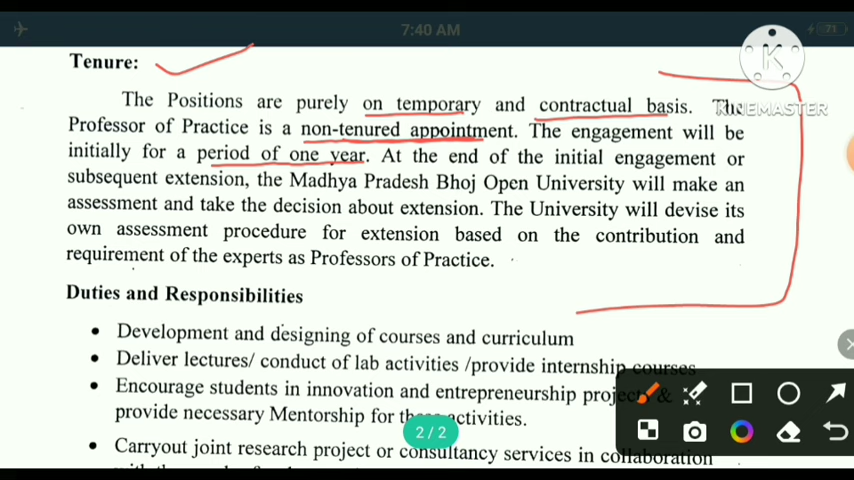 7:40 AM
71
K
KINEMASTER
Tenure:
The Positions are purely on temporary and contractual basis. The
Professor of Practice is a non-tenured appointment. The engagement will be
initially for a period of one year. At the end of the initial engagement or
subsequent extension, the Madhya Pradesh Bhoj Open University will make an
assessment and take the decision about extension. The University will devise its
own assessment procedure for extension based on the contribution and
requirement of the experts as Professors of Practice.
Duties and Responsibilities
• Development and designing of courses and curriculum
• Deliver lectures/ conduct of lab activities /provide internship courses
• Encourage students in innovation and entrepreneurship projects &
provide necessary Mentorship for these activities.
2 / 2
• Carryout joint research project or consultancy services in collaboration